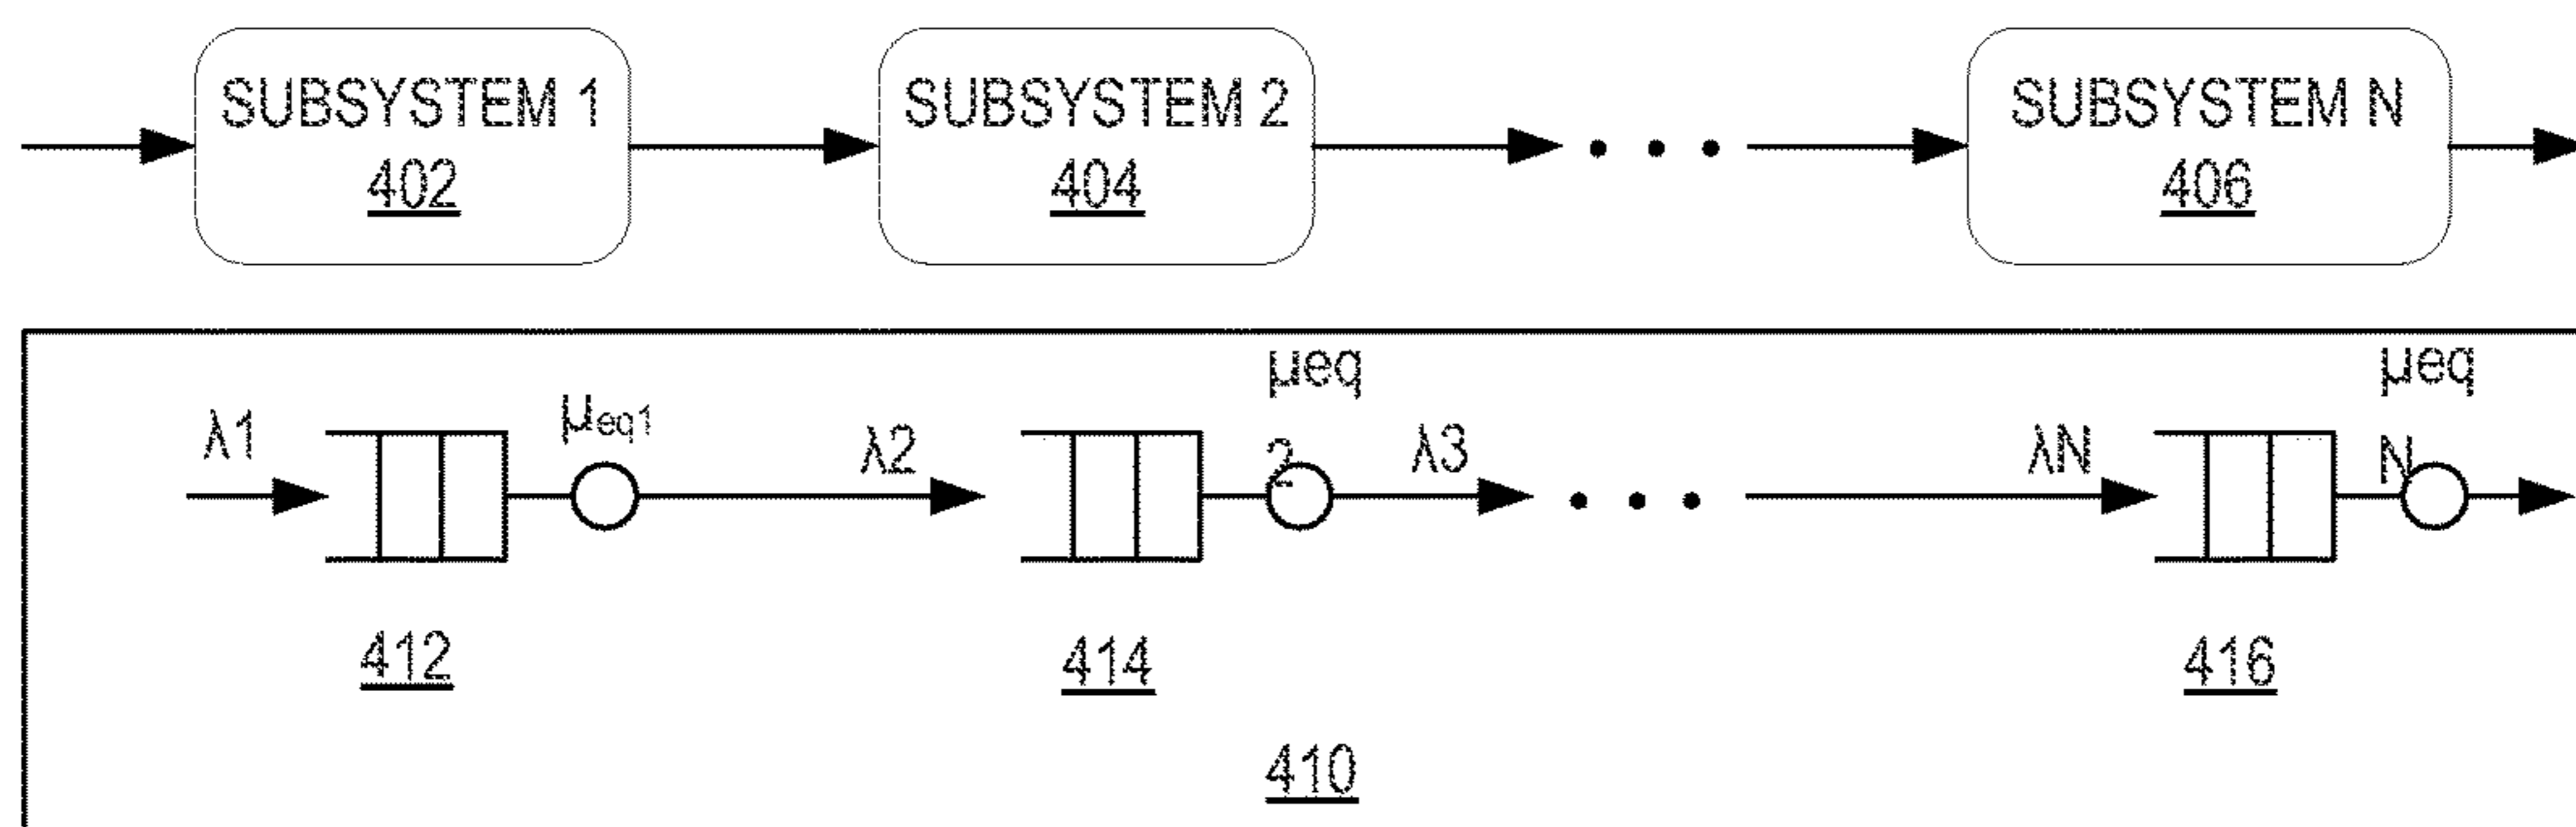 SUBSYSTEM 1
402
SUBSYSTEM 2
404
SUBSYSTEM N
406
λ1
μeq1
λ2
μeq
2
λ3
λN
μeq
N
412
414
416
410